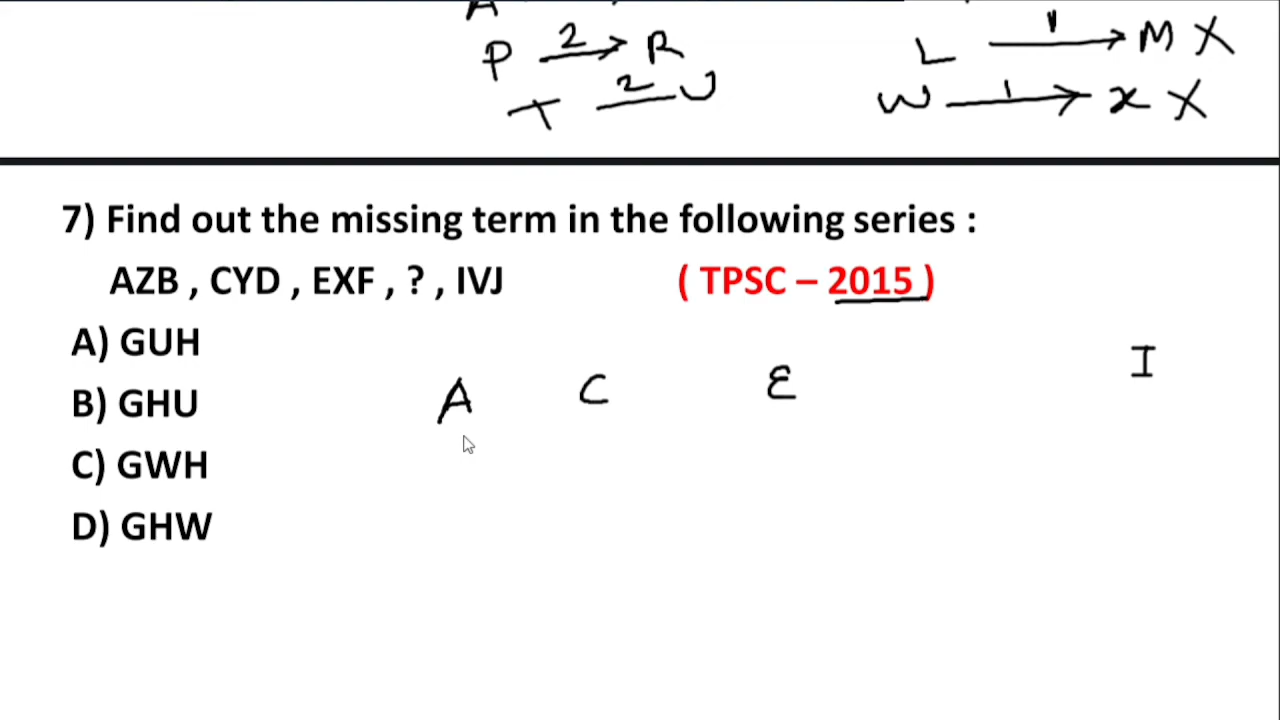 A
P 2 R L 1 M X
T 2 U W 1 x X
7) Find out the missing term in the following series :
AZB , CYD , EXF , ? , IVJ ( TPSC – 2015 )
A) GUH
B) GHU
C) GWH
D) GHW
A C E I